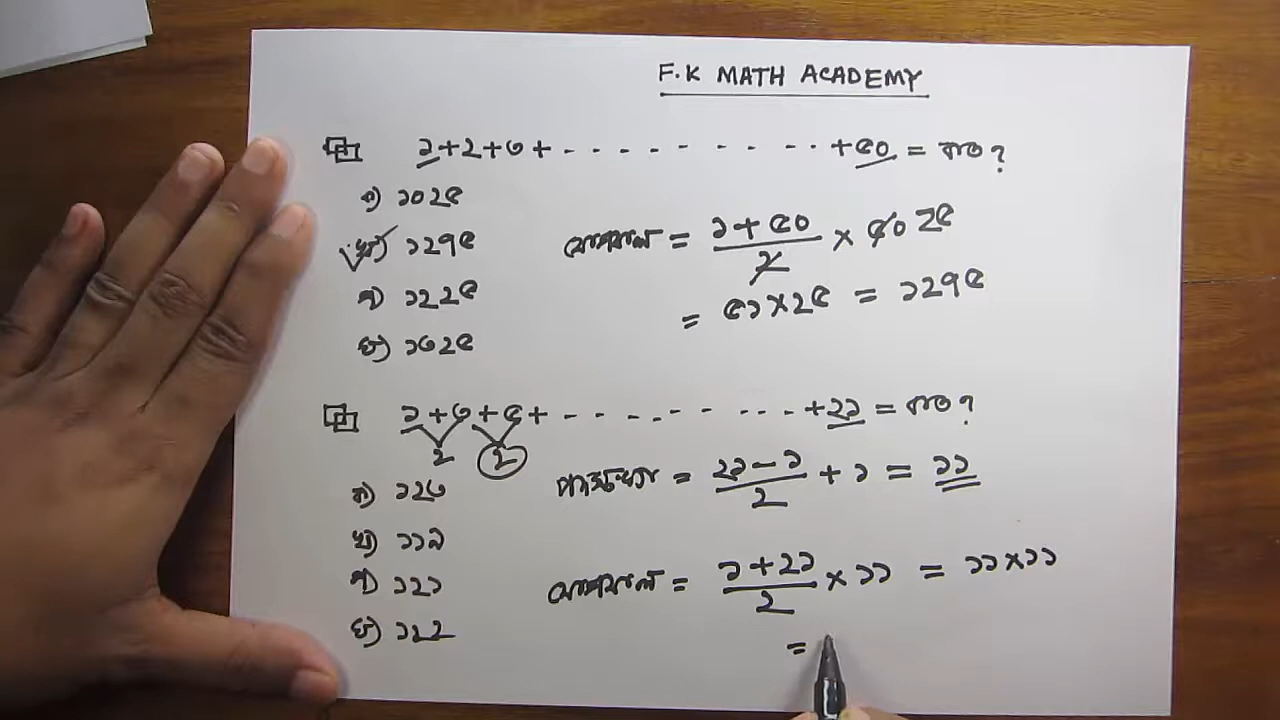 F.K MATH ACADEMY
১+২+৩+ - - - - - - - - - - +৫০ = কত?
ক) ১০২৫
খ) ১২৭৫
গ) ১২২৫
ঘ) ১৩২৫
যোগফল = (১+৫০)/২ × ৫০ ২৫
= ৫১×২৫ = ১২৭৫
১+৩+৫+ - - - - - - - - - - +২১ = কত?
২ ২
ক) ১২৩
খ) ১১৯
গ) ১২১
ঘ) ১২২
পদসংখ্যা = (২১-১)/২ + ১ = ১১
যোগফল = (১+২১)/২ × ১১ = ১১×১১
=